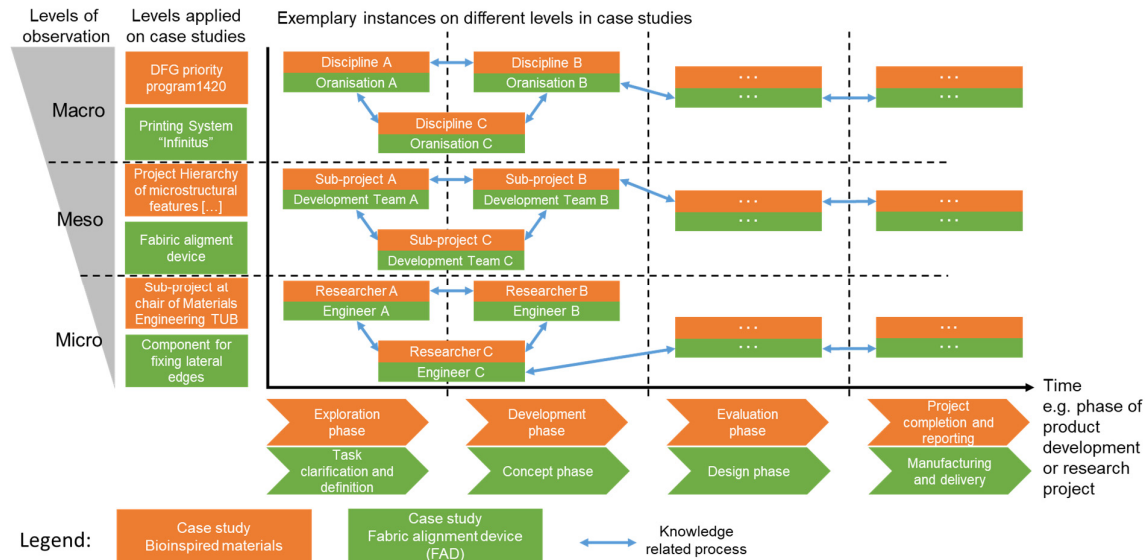 Levels of
observation
Levels applied
on case studies
Exemplary instances on different levels in case studies
Macro
DFG priority
program1420
Printing System
“Infinitus”
Discipline A
Oranisation A
Discipline B
Oranisation B
Discipline C
Oranisation C
...
...
...
...
Meso
Project Hierarchy
of microstructural
features [...]
Fabiric aligment
device
Sub-project A
Development Team A
Sub-project B
Development Team B
Sub-project C
Development Team C
...
...
...
...
Micro
Sub-project at
chair of Materials
Engineering TUB
Component for
fixing lateral
edges
Researcher A
Engineer A
Researcher B
Engineer B
Researcher C
Engineer C
...
...
...
...
Time
e.g. phase of
product
development
or research
project
Exploration
phase
Development
phase
Evaluation
phase
Project
completion and
reporting
Task
clarification and
definition
Concept phase
Design phase
Manufacturing
and delivery
Legend:
Case study
Bioinspired materials
Case study
Fabric alignment device
(FAD)
Knowledge
related process